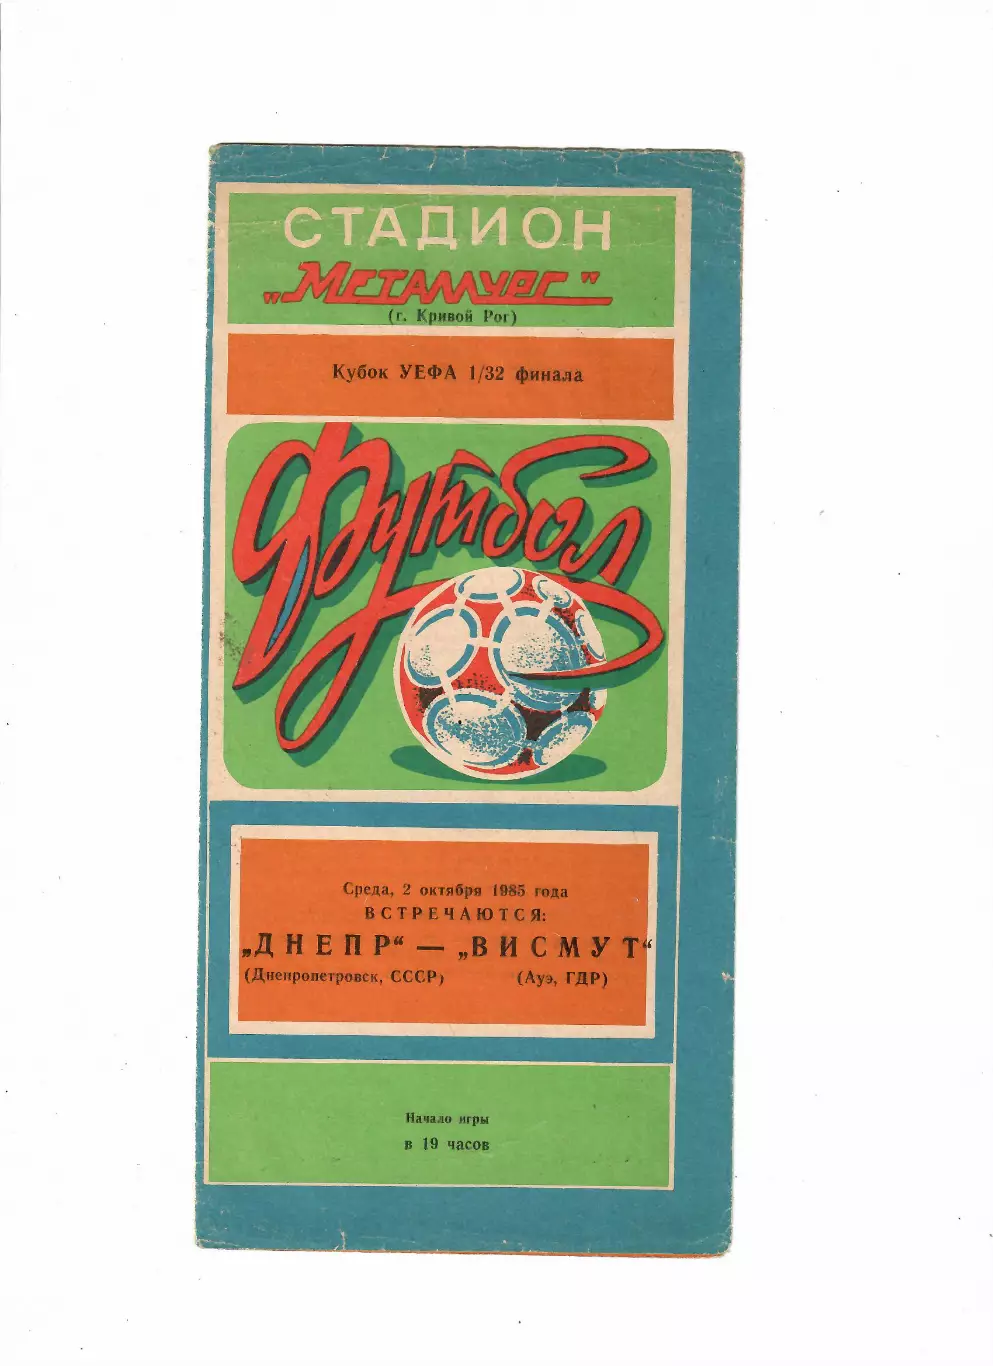 СТАДИОН
„Металлург"
(г. Кривой Рог)
Кубок УЕФА 1/32 финала
Футбол
Среда, 2 октября 1985 года
ВСТРЕЧАЮТСЯ:
„ДНЕПР“ — „ВИСМУТ“
(Днепропетровск, СССР) (Ауэ, ГДР)
Начало игры
в 19 часов